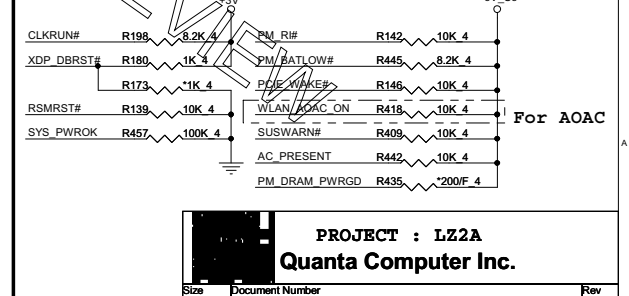 +3V
CLKRUN# R198 8.2K_4
XDP_DBRST# R180 1K_4
R173 *1K_4
RSMRST# R139 10K_4
SYS_PWROK R457 100K_4
PM_RI# R142 10K_4
PM_BATLOW# R445 8.2K_4
PCIE_WAKE# R146 10K_4
WLAN_AOAC_ON R418 10K_4
For AOAC
SUSWARN# R409 10K_4
AC_PRESENT R442 10K_4
PM_DRAM_PWRGD R435 *200/F_4
A
PROJECT : LZ2A
Quanta Computer Inc.
Size Document Number Rev